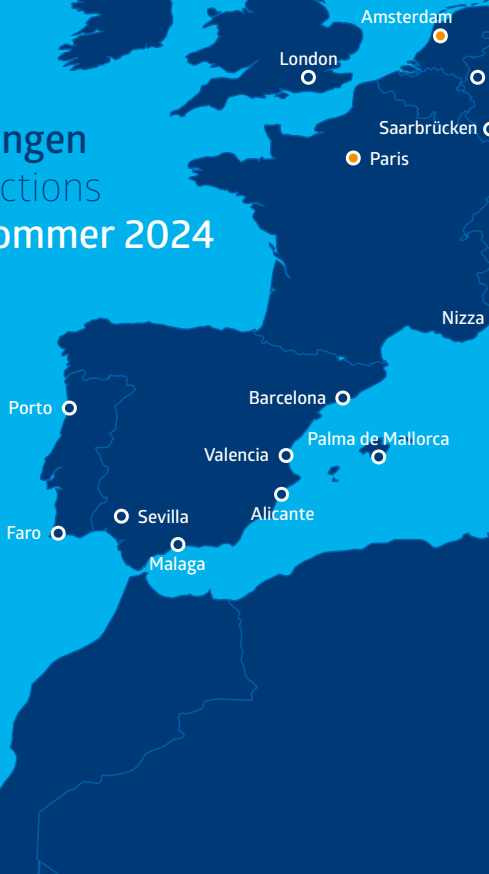 Amsterdam
London
Saarbrücken
ngen
Paris
ctions
ommer 2024
Nizza
Barcelona
Porto
Palma de Mallorca
Valencia
Alicante
Sevilla
Faro
Malaga